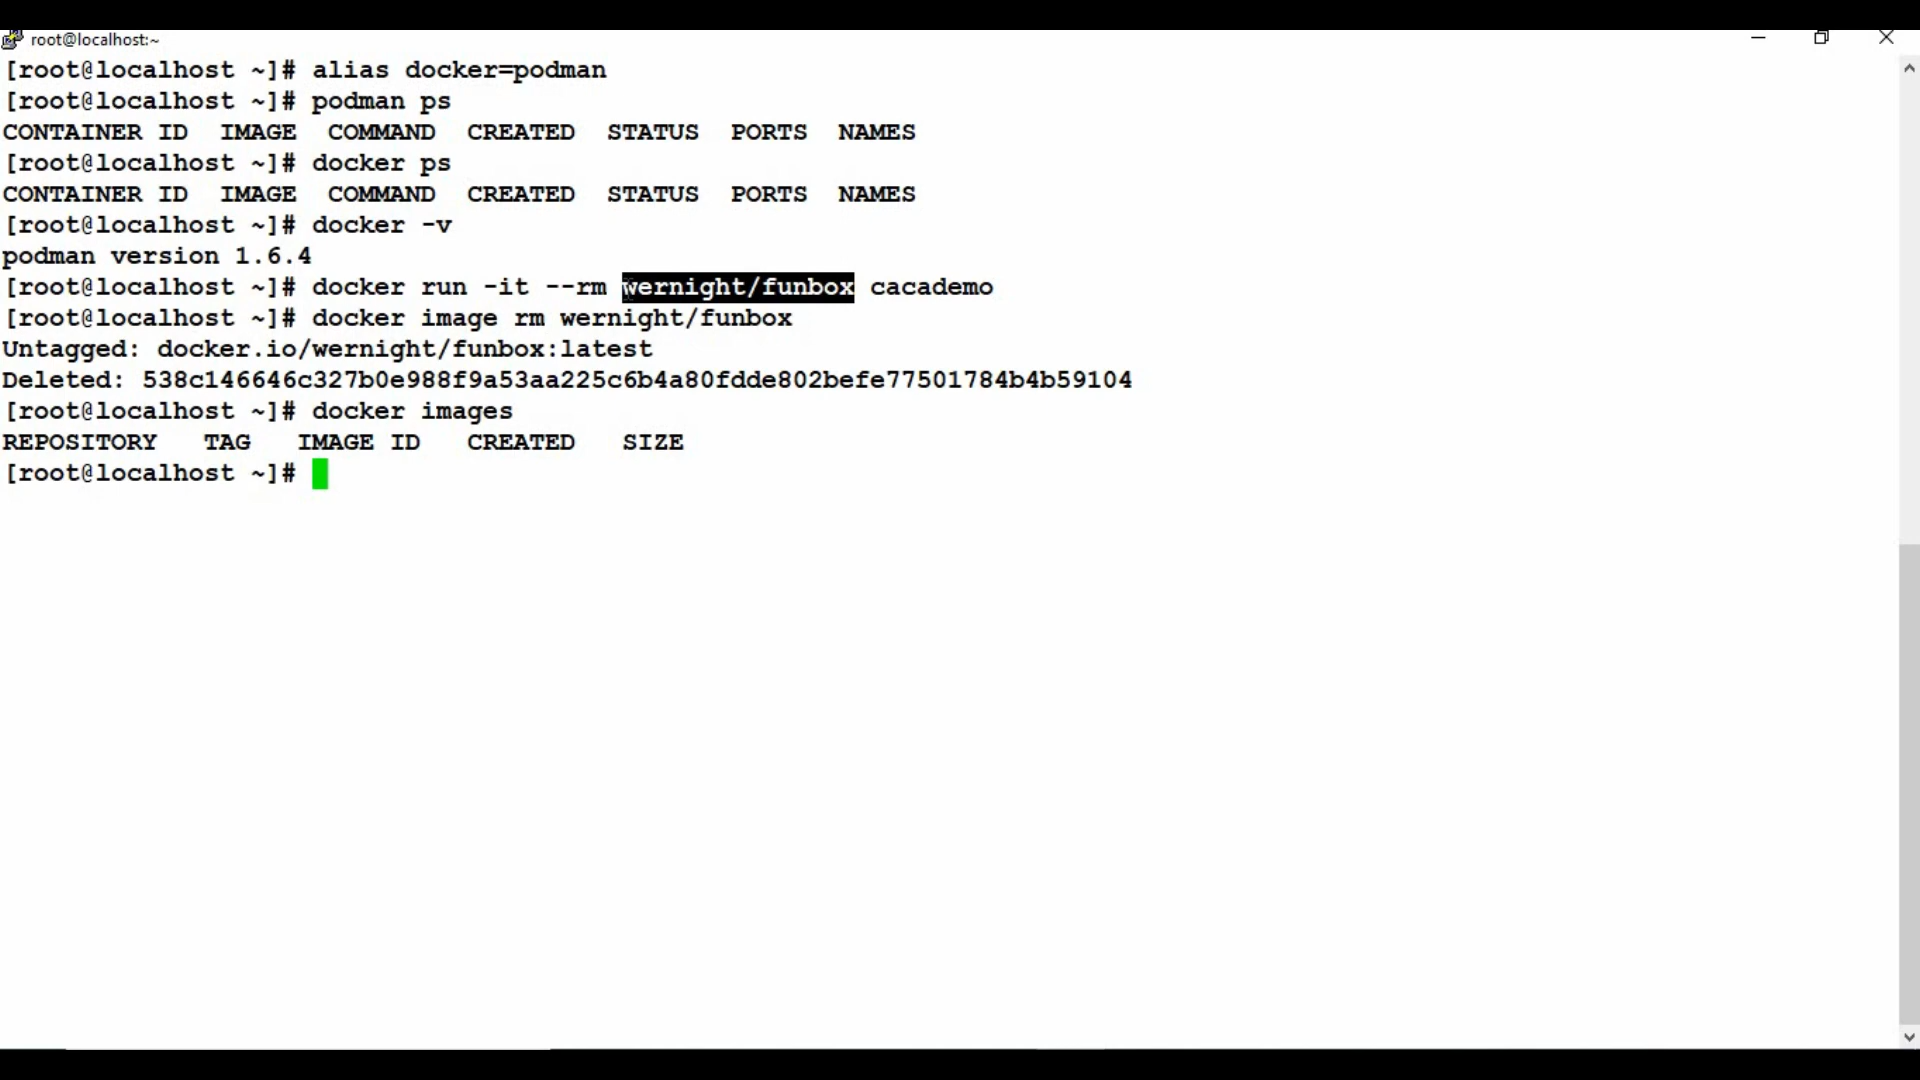 root@localhost:~
[root@localhost ~]# alias docker=podman
[root@localhost ~]# podman ps
CONTAINER ID  IMAGE  COMMAND  CREATED  STATUS  PORTS  NAMES
[root@localhost ~]# docker ps
CONTAINER ID  IMAGE  COMMAND  CREATED  STATUS  PORTS  NAMES
[root@localhost ~]# docker -v
podman version 1.6.4
[root@localhost ~]# docker run -it --rm wernight/funbox cacademo
[root@localhost ~]# docker image rm wernight/funbox
Untagged: docker.io/wernight/funbox:latest
Deleted: 538c146646c327b0e988f9a53aa225c6b4a80fdde802befe77501784b4b59104
[root@localhost ~]# docker images
REPOSITORY   TAG   IMAGE ID   CREATED   SIZE
[root@localhost ~]#